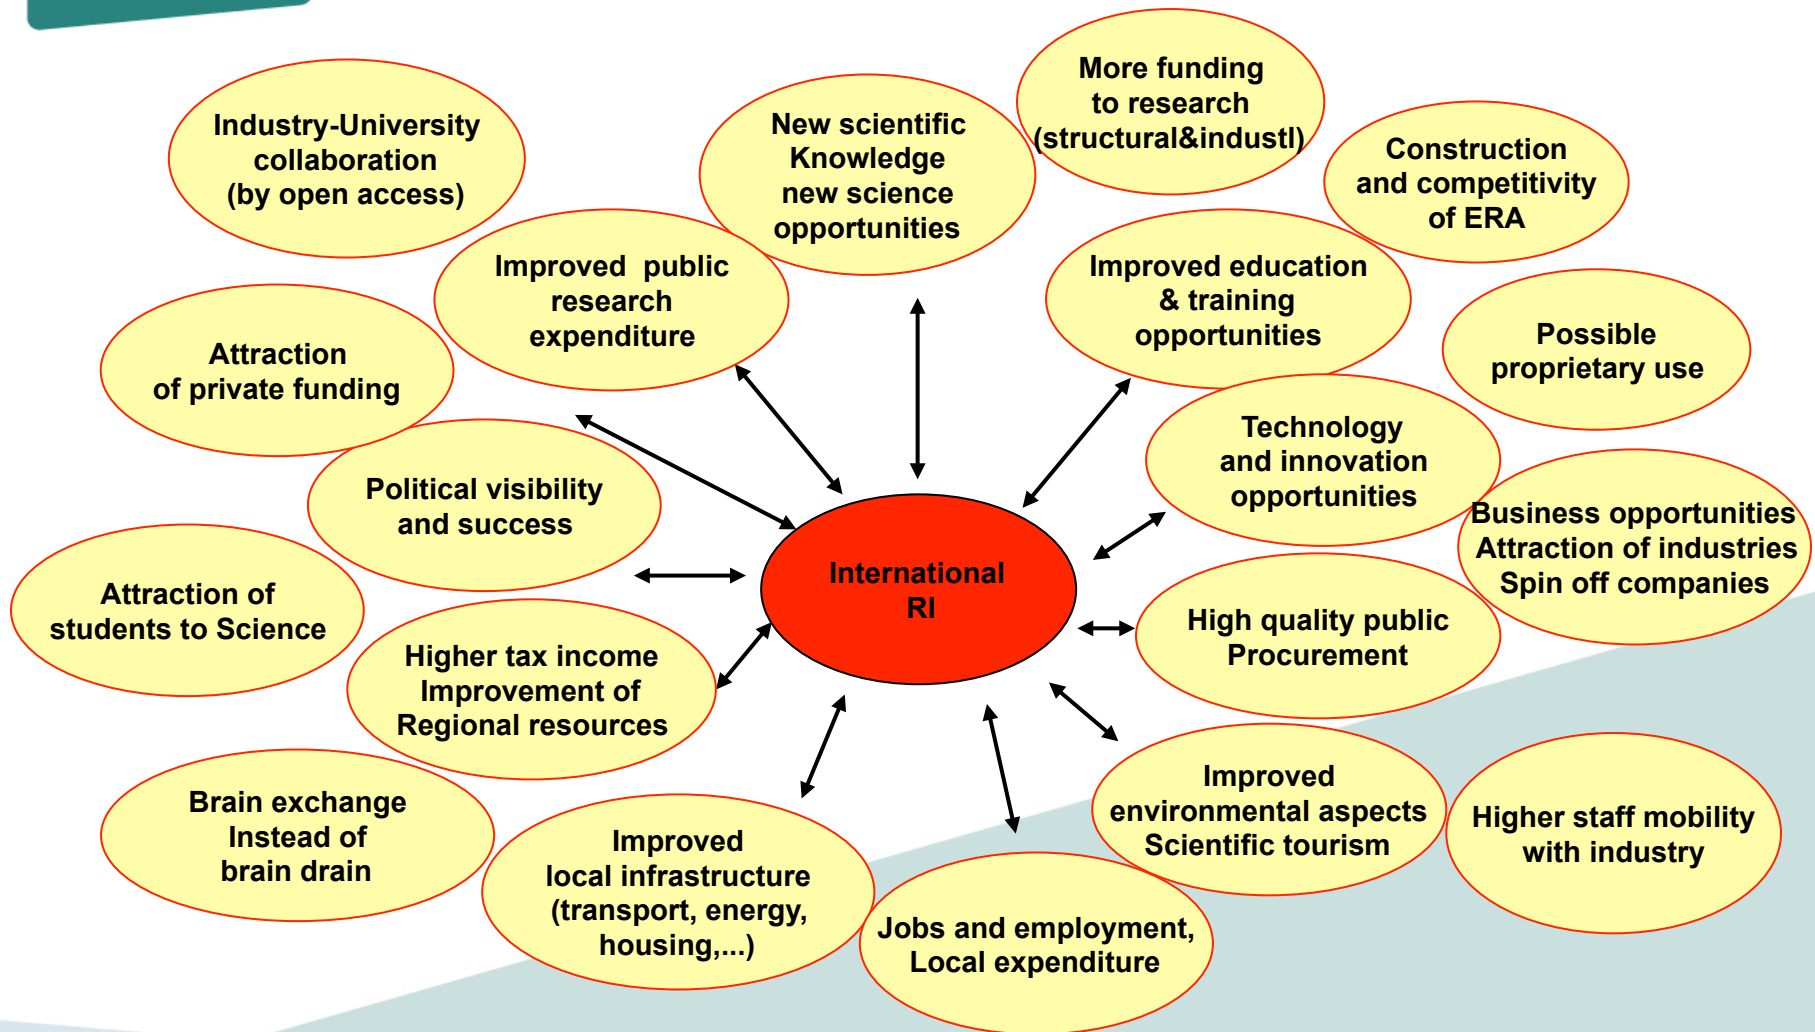 More funding
to research
(structural&industl)
Industry-University
collaboration
(by open access)
New scientific
Knowledge
new science
opportunities
Construction
and competitivity
of ERA
Improved  public
research
expenditure
Improved education
& training
opportunities
Attraction
of private funding
Possible
proprietary use
Political visibility
and success
Technology
and innovation
opportunities
Business opportunities
Attraction of industries
Spin off companies
Attraction of
students to Science
International
RI
High quality public
Procurement
Higher tax income
Improvement of
Regional resources
Brain exchange
Instead of
brain drain
Improved
environmental aspects
Scientific tourism
Higher staff mobility
with industry
Improved
local infrastructure
(transport, energy,
housing,...)
Jobs and employment,
Local expenditure